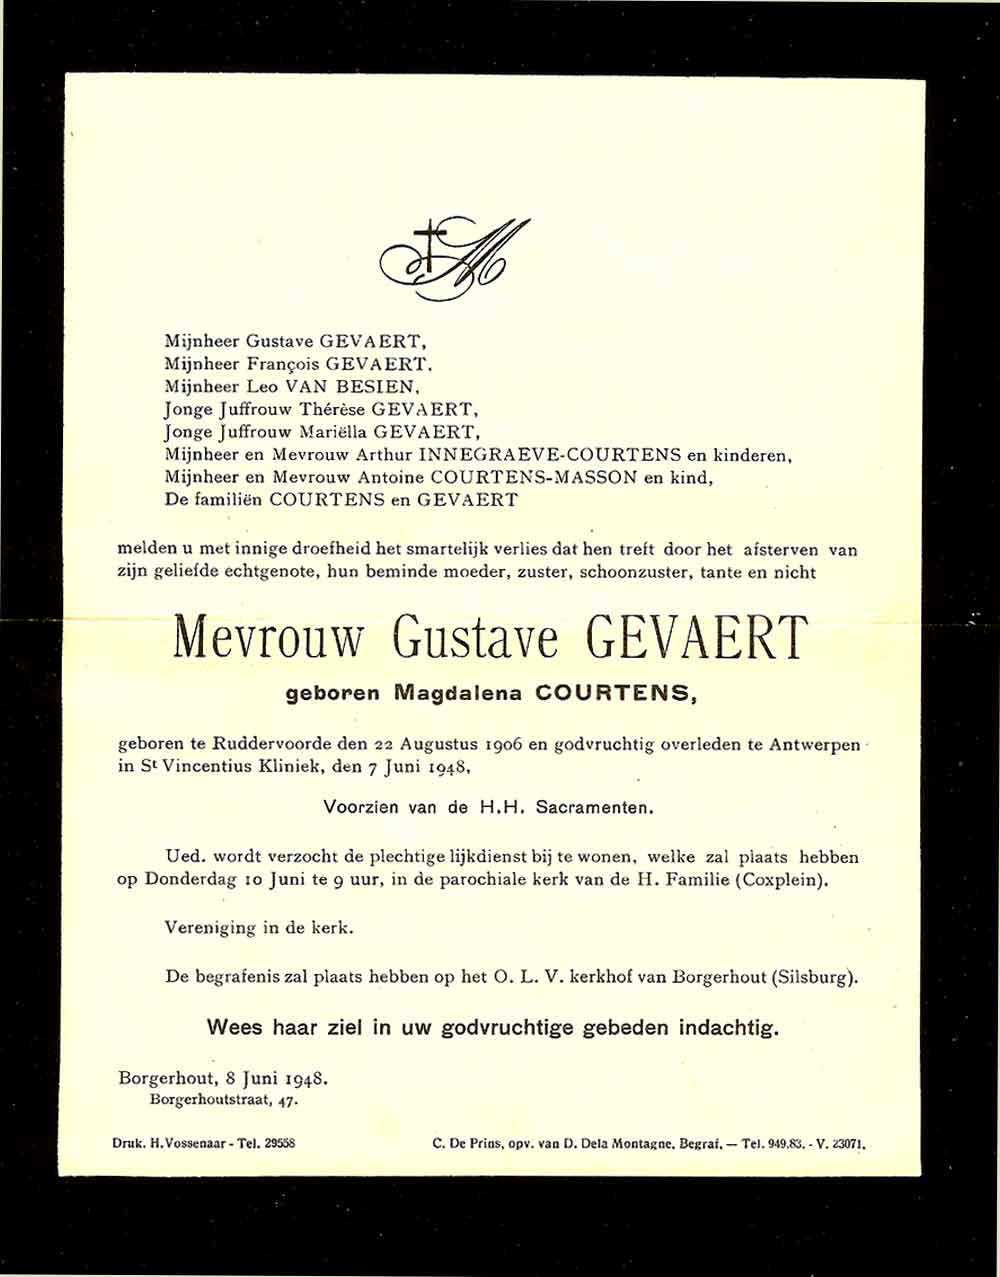 M
Mijnheer Gustave GEVAERT,
Mijnheer François GEVAERT,
Mijnheer Leo VAN BESIEN,
Jonge Juffrouw Thérèse GEVAERT,
Jonge Juffrouw Mariëlla GEVAERT,
Mijnheer en Mevrouw Arthur INNEGRAEVE-COURTENS en kinderen,
Mijnheer en Mevrouw Antoine COURTENS-MASSON en kind,
De familiën COURTENS en GEVAERT
melden u met innige droefheid het smartelijk verlies dat hen treft door het afsterven van
zijn geliefde echtgenote, hun beminde moeder, zuster, schoonzuster, tante en nicht
Mevrouw Gustave GEVAERT
geboren Magdalena COURTENS,
geboren te Ruddervoorde den 22 Augustus 1906 en godvruchtig overleden te Antwerpen
in St Vincentius Kliniek, den 7 Juni 1948,
Voorzien van de H.H. Sacramenten.
Ued. wordt verzocht de plechtige lijkdienst bij te wonen, welke zal plaats hebben
op Donderdag 10 Juni te 9 uur, in de parochiale kerk van de H. Familie (Coxplein).
Vereniging in de kerk.
De begrafenis zal plaats hebben op het O. L. V. kerkhof van Borgerhout (Silsburg).
Wees haar ziel in uw godvruchtige gebeden indachtig.
Borgerhout, 8 Juni 1948.
Borgerhoutstraat, 47.
Druk. H. Vossenaar - Tel. 29558
C. De Prins, opv. van D. Dela Montagne, Begraf. — Tel. 949.83. - V. 23071.